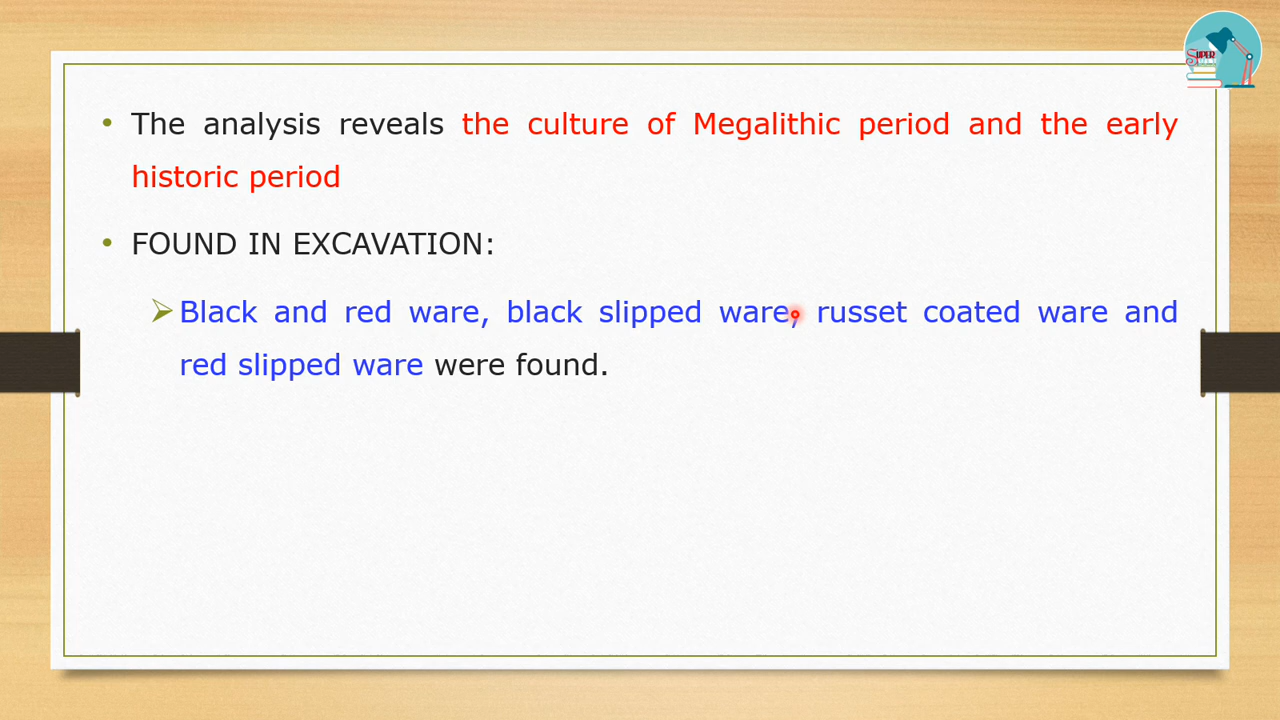 • The analysis reveals the culture of Megalithic period and the early
historic period
• FOUND IN EXCAVATION:
➢ Black and red ware, black slipped ware, russet coated ware and
red slipped ware were found.
SUPER